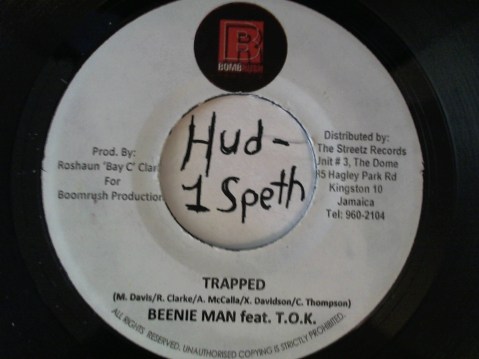 BOMBRUSH
Prod. By:
Roshaun 'Bay C' Clar
For
Boomrush Production
Hud-
1 Speth
Distributed by:
The Streetz Records
Unit # 3, The Dome
85 Hagley Park Rd
Kingston 10
Jamaica
Tel: 960-2104
TRAPPED
(M. Davis/R. Clarke/A. McCalla/X. Davidson/C. Thompson)
BEENIE MAN feat. T.O.K.
ALL RIGHTS RESERVED. UNAUTHORISED COPYING IS STRICTLY PROHIBITED.